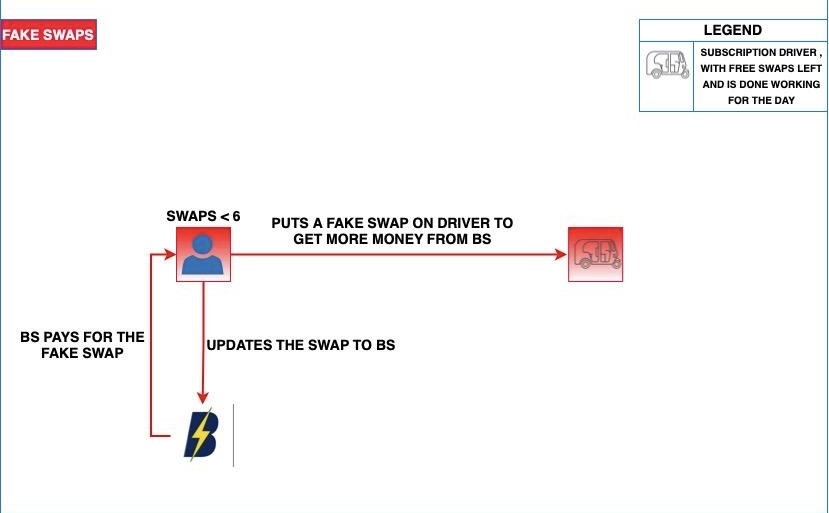 FAKE SWAPS
LEGEND
SUBSCRIPTION DRIVER ,
WITH FREE SWAPS LEFT
AND IS DONE WORKING
FOR THE DAY
SWAPS < 6
PUTS A FAKE SWAP ON DRIVER TO
GET MORE MONEY FROM BS
BS PAYS FOR THE
FAKE SWAP
UPDATES THE SWAP TO BS
B